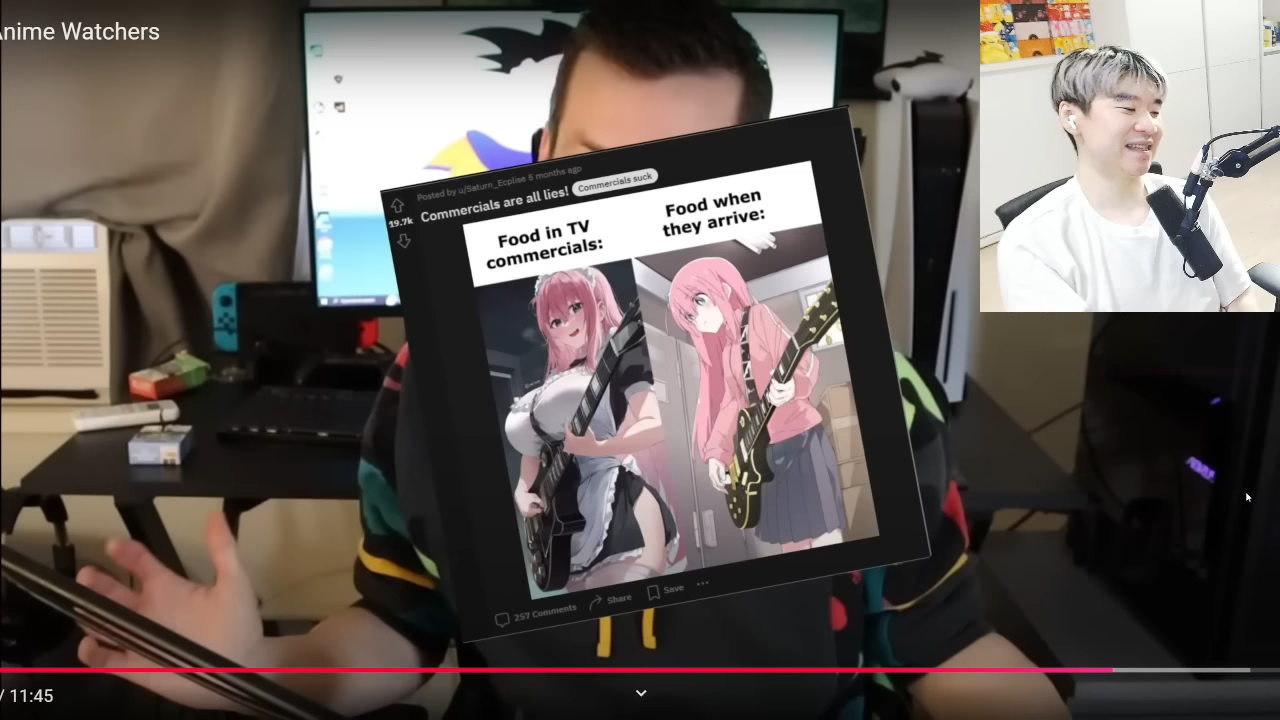 Anime Watchers
Posted by u/Saturn_Ecplise 6 months ago
19.7k
Commercials are all lies! Commercials suck
Food in TV
commercials:
Food when
they arrive:
257 Comments Share Save
/ 11:45